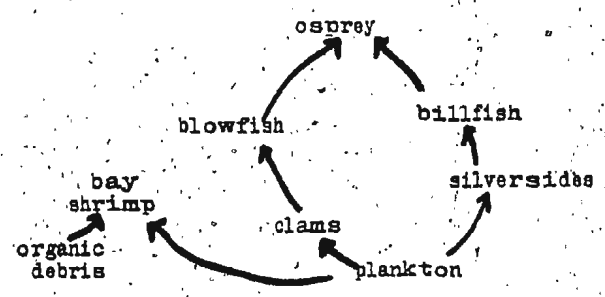 osprey
billfish
blowfish
silversides
bay
shrimp
clams
organic
debris
plankton